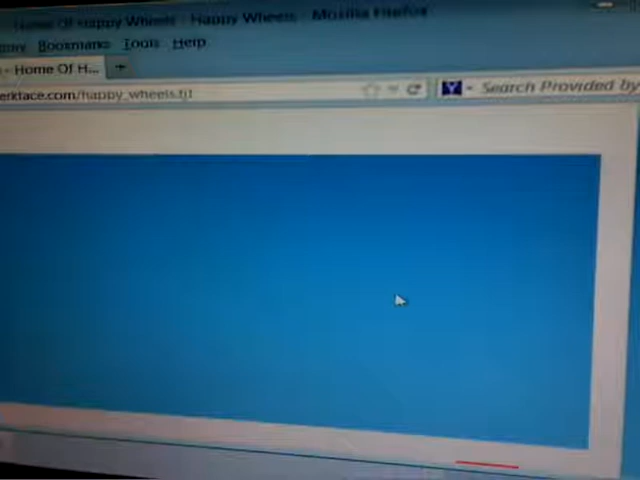 Home Of Happy Wheels : Happy Wheels - Mozilla Firefox
Bookmarks Tools Help
- Home Of H... +
erkface.com/happy_wheels.tjl
Y Search Provided by